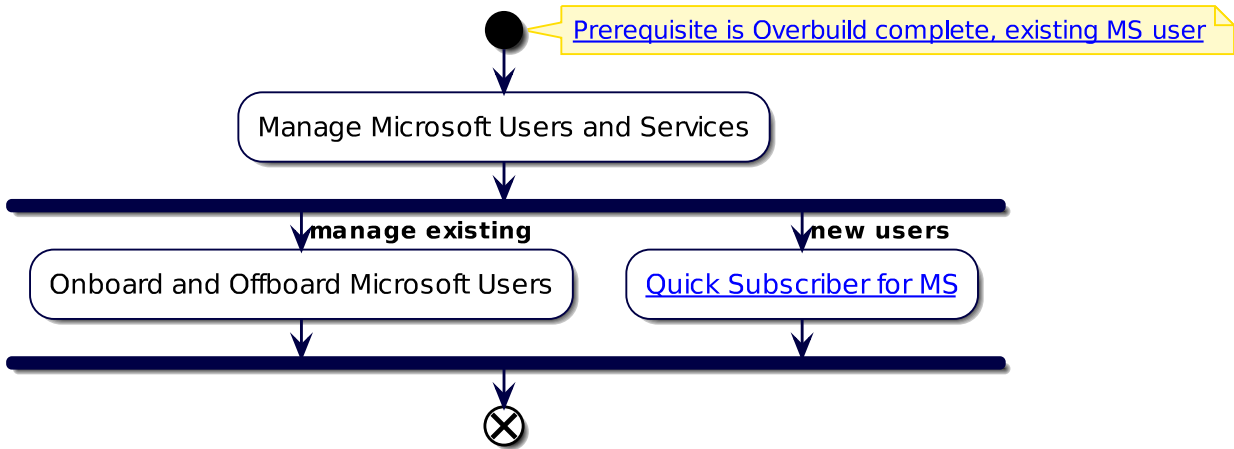 Prerequisite is Overbuild complete, existing MS user
Manage Microsoft Users and Services
manage existing
new users
Onboard and Offboard Microsoft Users
Quick Subscriber for MS